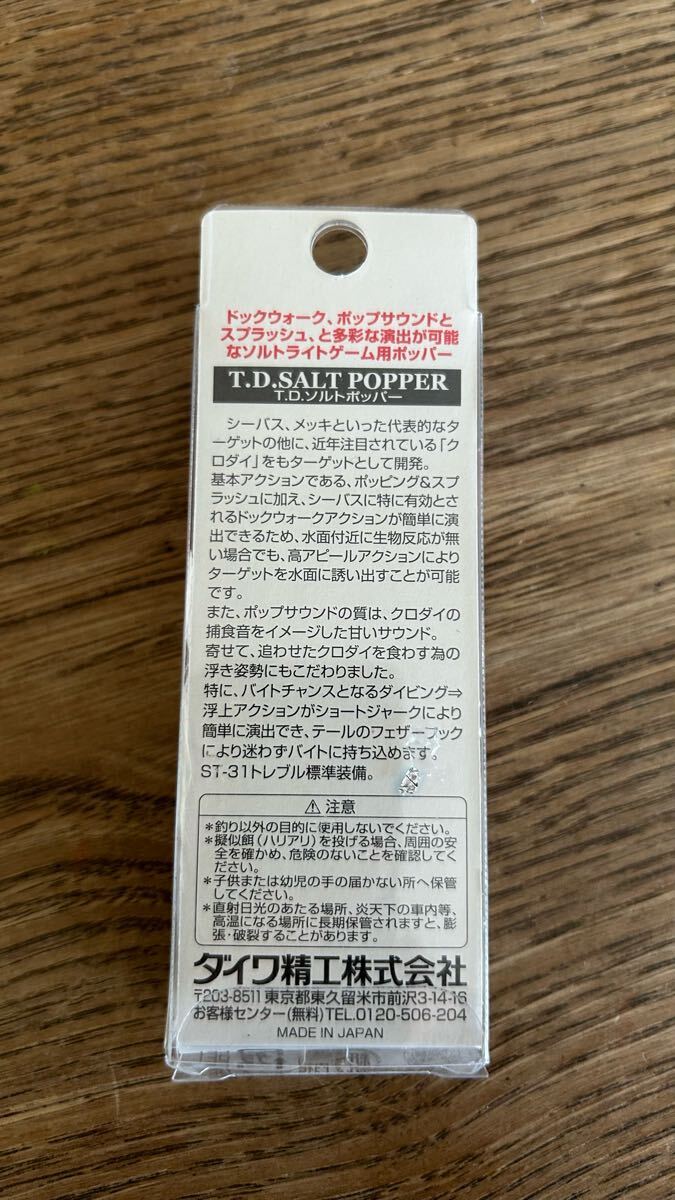 ドックウォーク、ポップサウンドと
スプラッシュ、と多彩な演出が可能
なソルトライトゲーム用ポッパー
T.D.SALT POPPER
T.D.ソルトポッパー
シーバス、メッキといった代表的なタ
ーゲットの他に、近年注目されている「ク
ロダイ」をもターゲットとして開発。
基本アクションである、ポッピング&スプ
ラッシュに加え、シーバスに特に有効とさ
れるドックウォークアクションが簡単に演
出できるため、水面付近に生物反応が無
い場合でも、高アピールアクションにより
ターゲットを水面に誘い出すことが可能
です。
また、ポップサウンドの質は、クロダイの
捕食音をイメージした甘いサウンド。
寄せて、追わせたクロダイを食わす為の
浮き姿勢にもこだわりました。
特に、バイトチャンスとなるダイビング⇒
浮上アクションがショートジャークにより
簡単に演出でき、テールのフェザーフック
により迷わずバイトに持ち込めます。
ST-31トレブル標準装備。
⚠注意
*釣り以外の目的に使用しないでください。
*擬似餌(ハリアリ)を投げる場合、周囲の安
全を確かめ、危険のないことを確認してく
ださい。
*子供または幼児の手の届かない所へ保管
してください。
*直射日光のあたる場所、炎天下の車内等、
高温になる場所に長期保管されますと、膨
張・破裂することがあります。
ダイワ精工株式会社
〒203-8511東京都東久留米市前沢3-14-16
お客様センター(無料)TEL.0120-506-204
MADE IN JAPAN